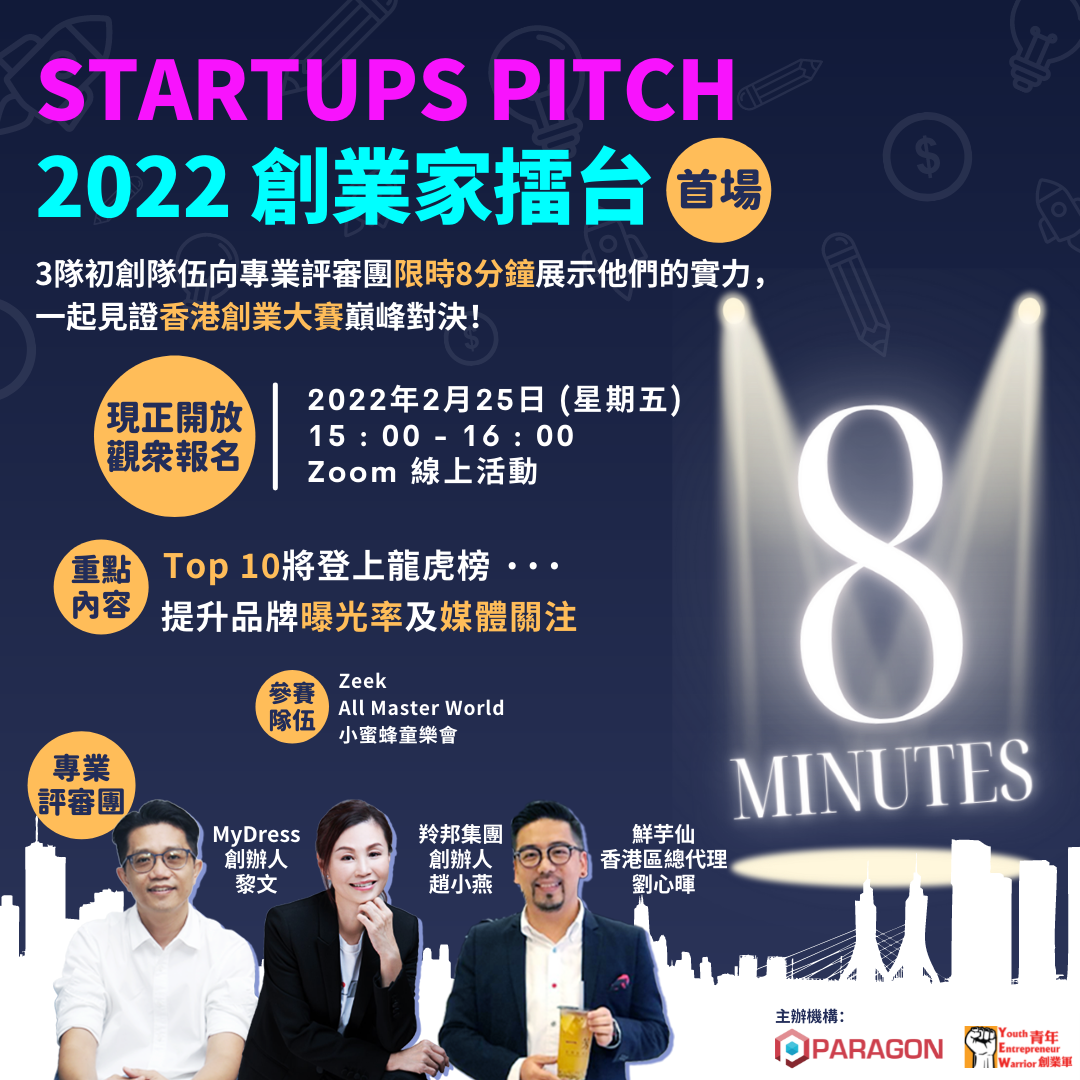 STARTUPS PITCH
2022 創業家擂台 首場
3隊初創隊伍向專業評審團限時8分鐘展示他們的實力，
一起見證香港創業大賽巔峰對決！
現正開放
觀眾報名
2022年2月25日 (星期五)
15 : 00 - 16 : 00
Zoom 線上活動
重點
內容
Top 10將登上龍虎榜 ···
提升品牌曝光率及媒體關注
參賽
隊伍
Zeek
All Master World
小蜜蜂童樂會
8
MINUTES
專業
評審團
MyDress
創辦人
黎文
羚邦集團
創辦人
趙小燕
鮮芋仙
香港區總代理
劉心暉
主辦機構：
PARAGON
Youth 青年
Entrepreneur
Warrior 創業軍